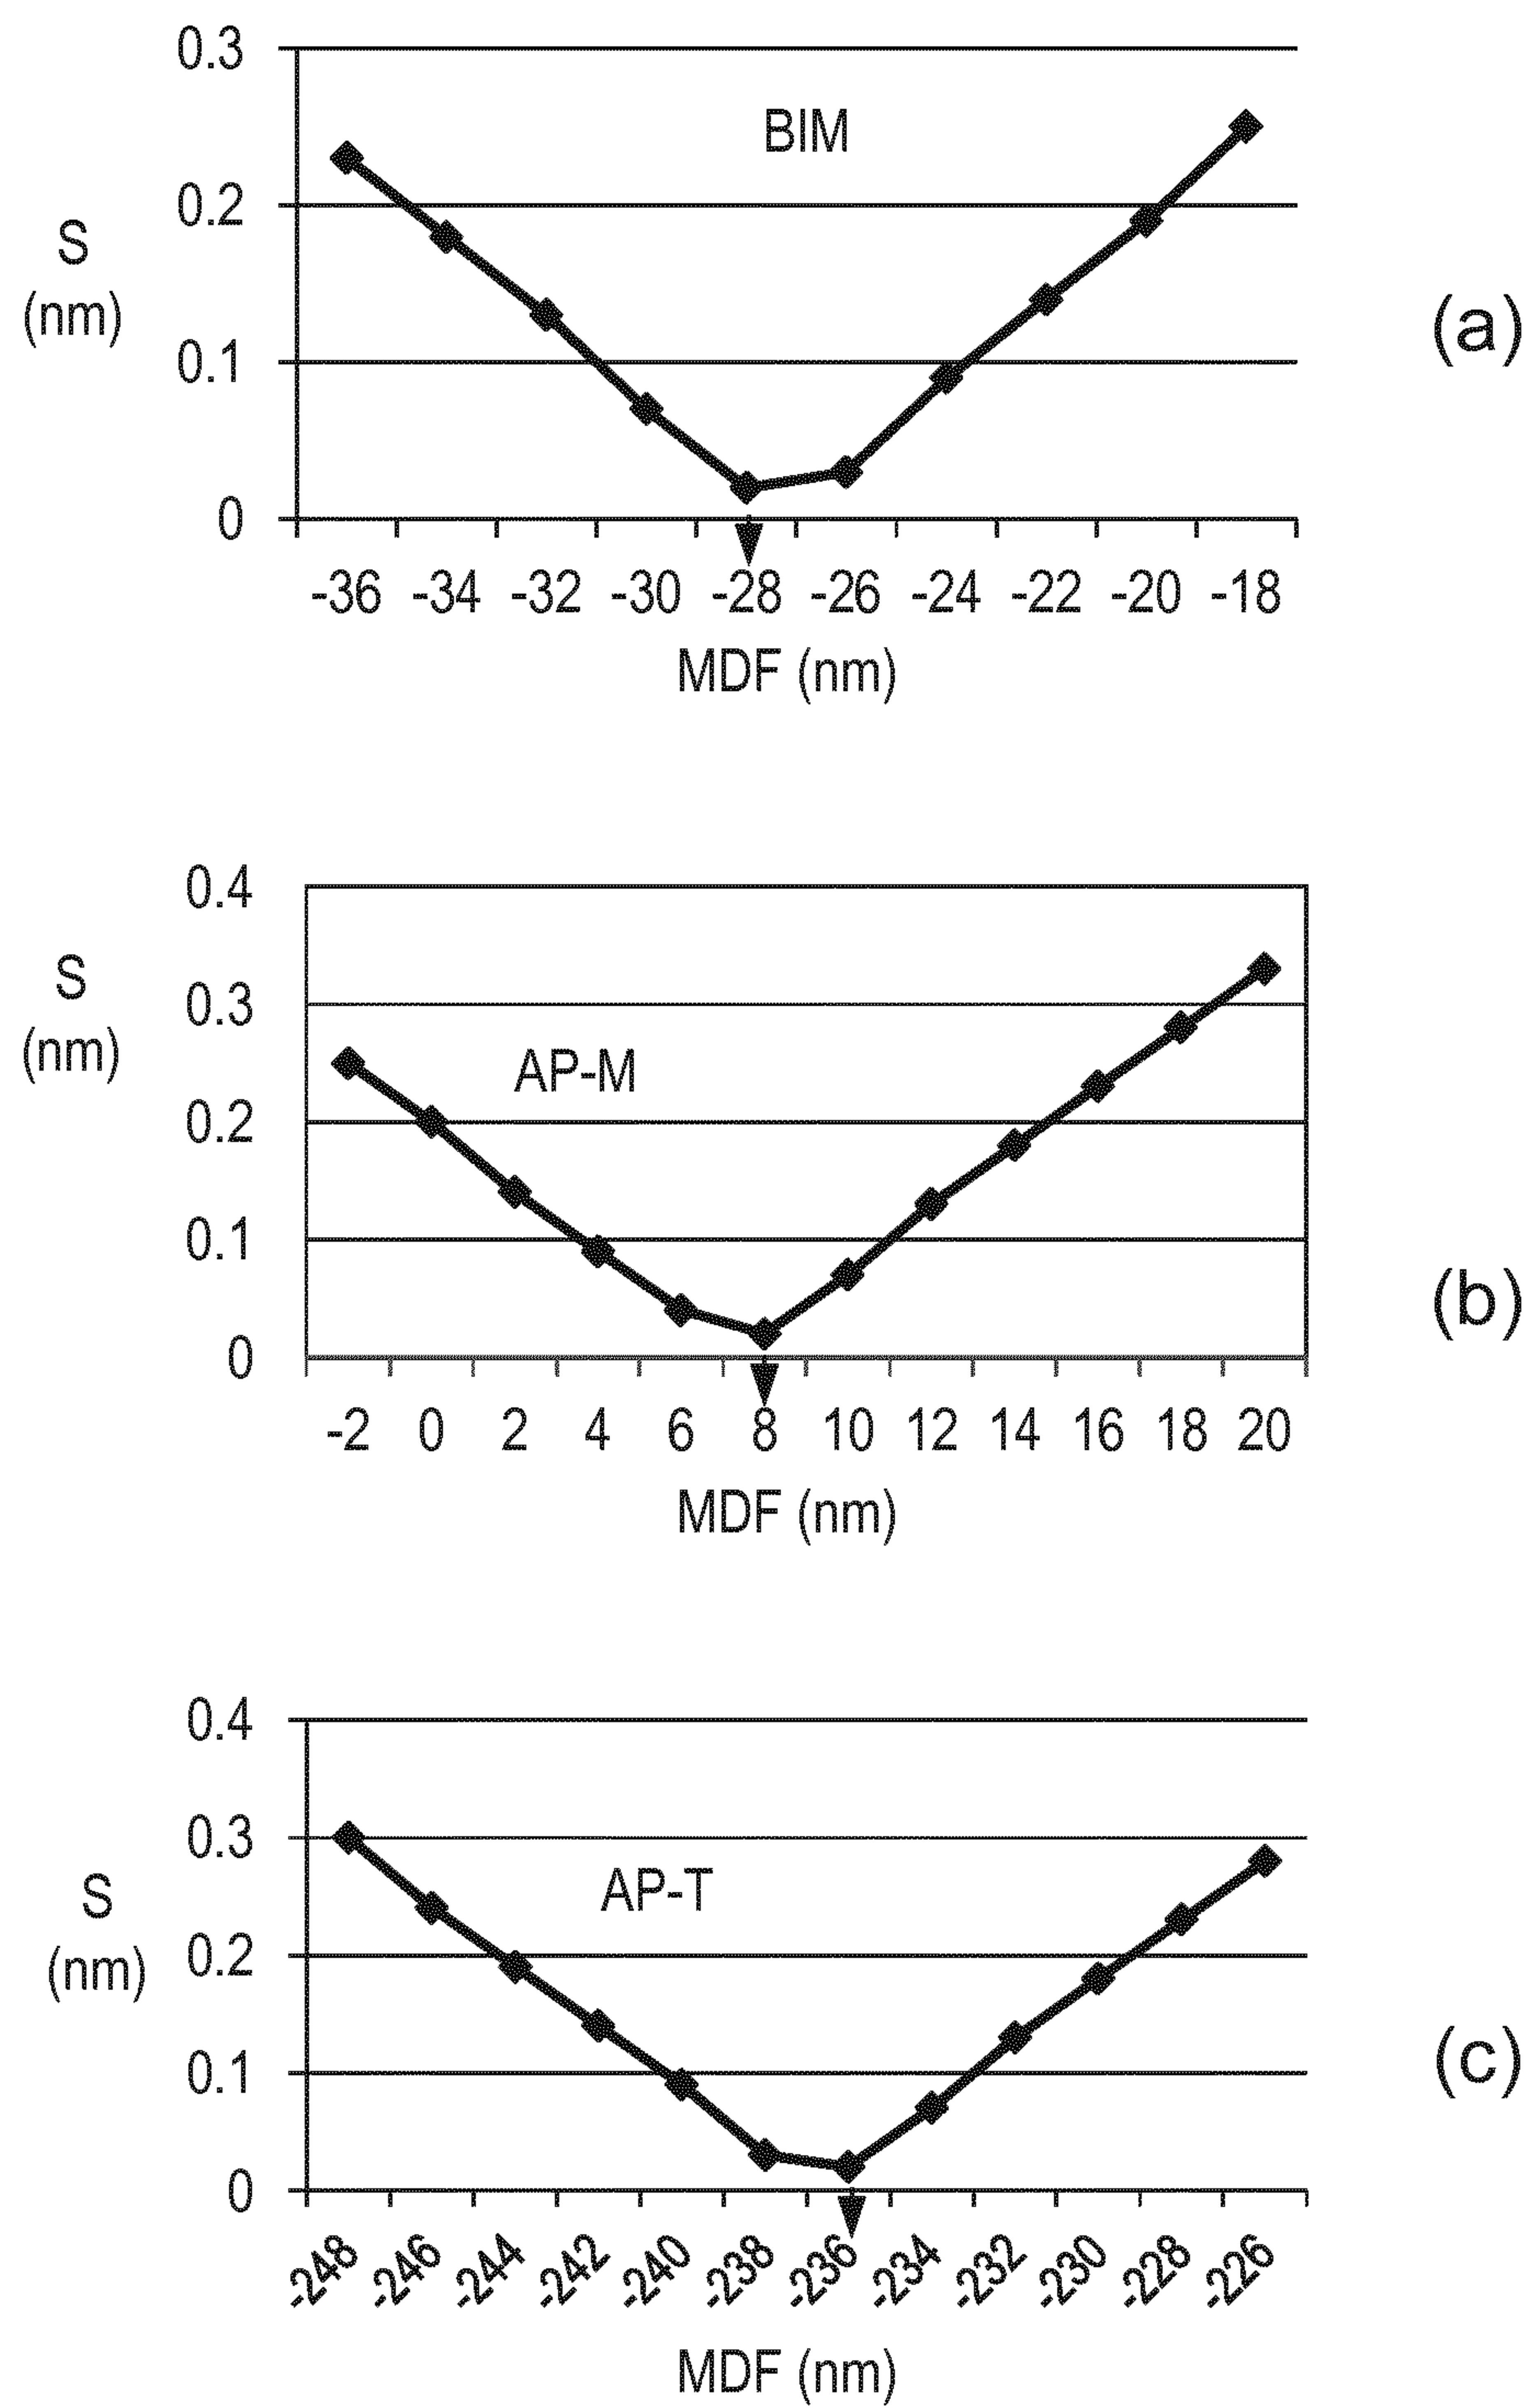 0.3
BIM
0.2
S
(nm)
(a)
0.1
0
-36 -34 -32 -30 -28 -26 -24 -22 -20 -18
MDF (nm)
0.4
S
0.3
(nm)
AP-M
0.2
0.1
(b)
0
-2 0 2 4 6 8 10 12 14 16 18 20
MDF (nm)
0.4
0.3
S
AP-T
(nm)
0.2
0.1
(c)
0
-248 -246 -244 -242 -240 -238 -236 -234 -232 -230 -228 -226
MDF (nm)